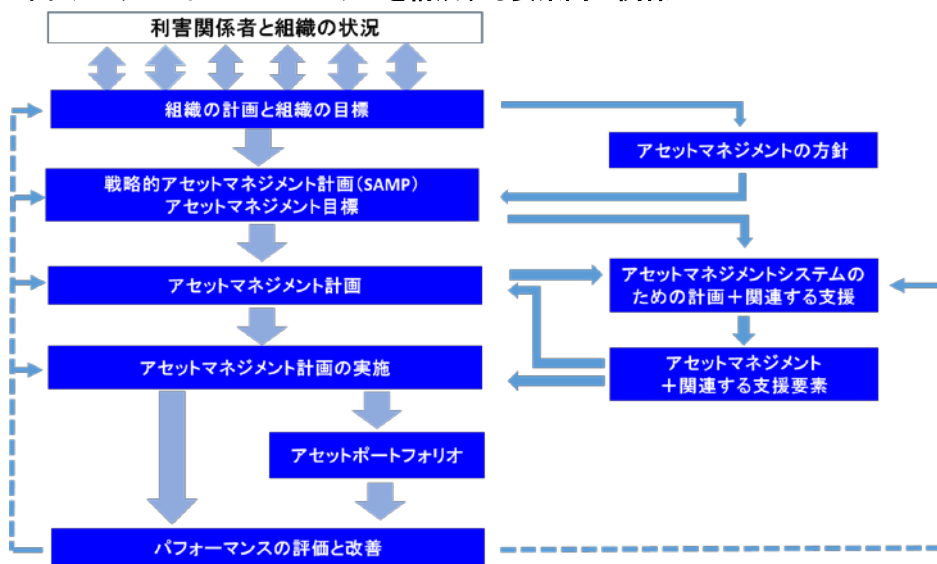 利害関係者と組織の状況
組織の計画と組織の目標
アセットマネジメントの方針
戦略的アセットマネジメント計画(SAMP)
アセットマネジメント目標
アセットマネジメント計画
アセットマネジメントシステムの
ための計画+関連する支援
アセットマネジメント計画の実施
アセットマネジメント
+関連する支援要素
アセットポートフォリオ
パフォーマンスの評価と改善